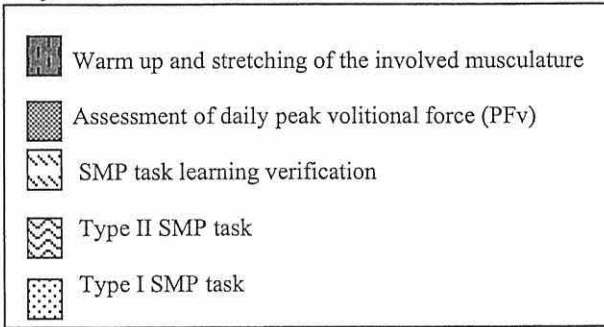 Warm up and stretching of the involved musculature
Assessment of daily peak volitional force (PFv)
SMP task learning verification
Type II SMP task
Type I SMP task